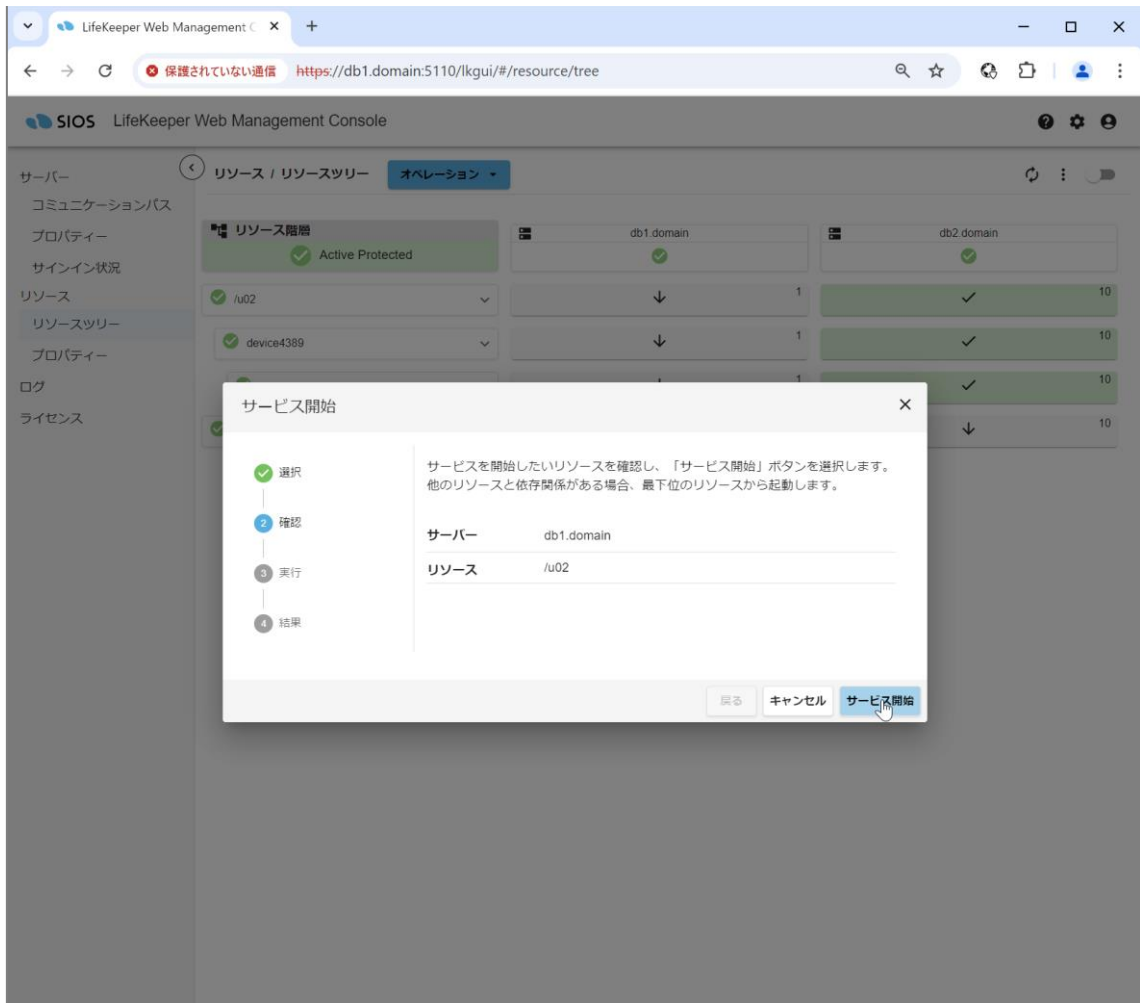 LifeKeeper Web Management C
保護されていない通信 https://db1.domain:5110/lkgui/#/resource/tree
SIOS LifeKeeper Web Management Console
サーバー
コミュニケーションパス
プロパティー
サインイン状況
リソース
リソースツリー
プロパティー
ログ
ライセンス
リソース / リソースツリー オペレーション
リソース階層 db1.domain db2.domain
Active Protected
/u02 1 10
device4389 1 10
1 10
10
サービス開始
選択
2 確認
3 実行
4 結果
サービスを開始したいリソースを確認し、「サービス開始」ボタンを選択します。
他のリソースと依存関係がある場合、最下位のリソースから起動します。
サーバー db1.domain
リソース /u02
戻る キャンセル サービス開始